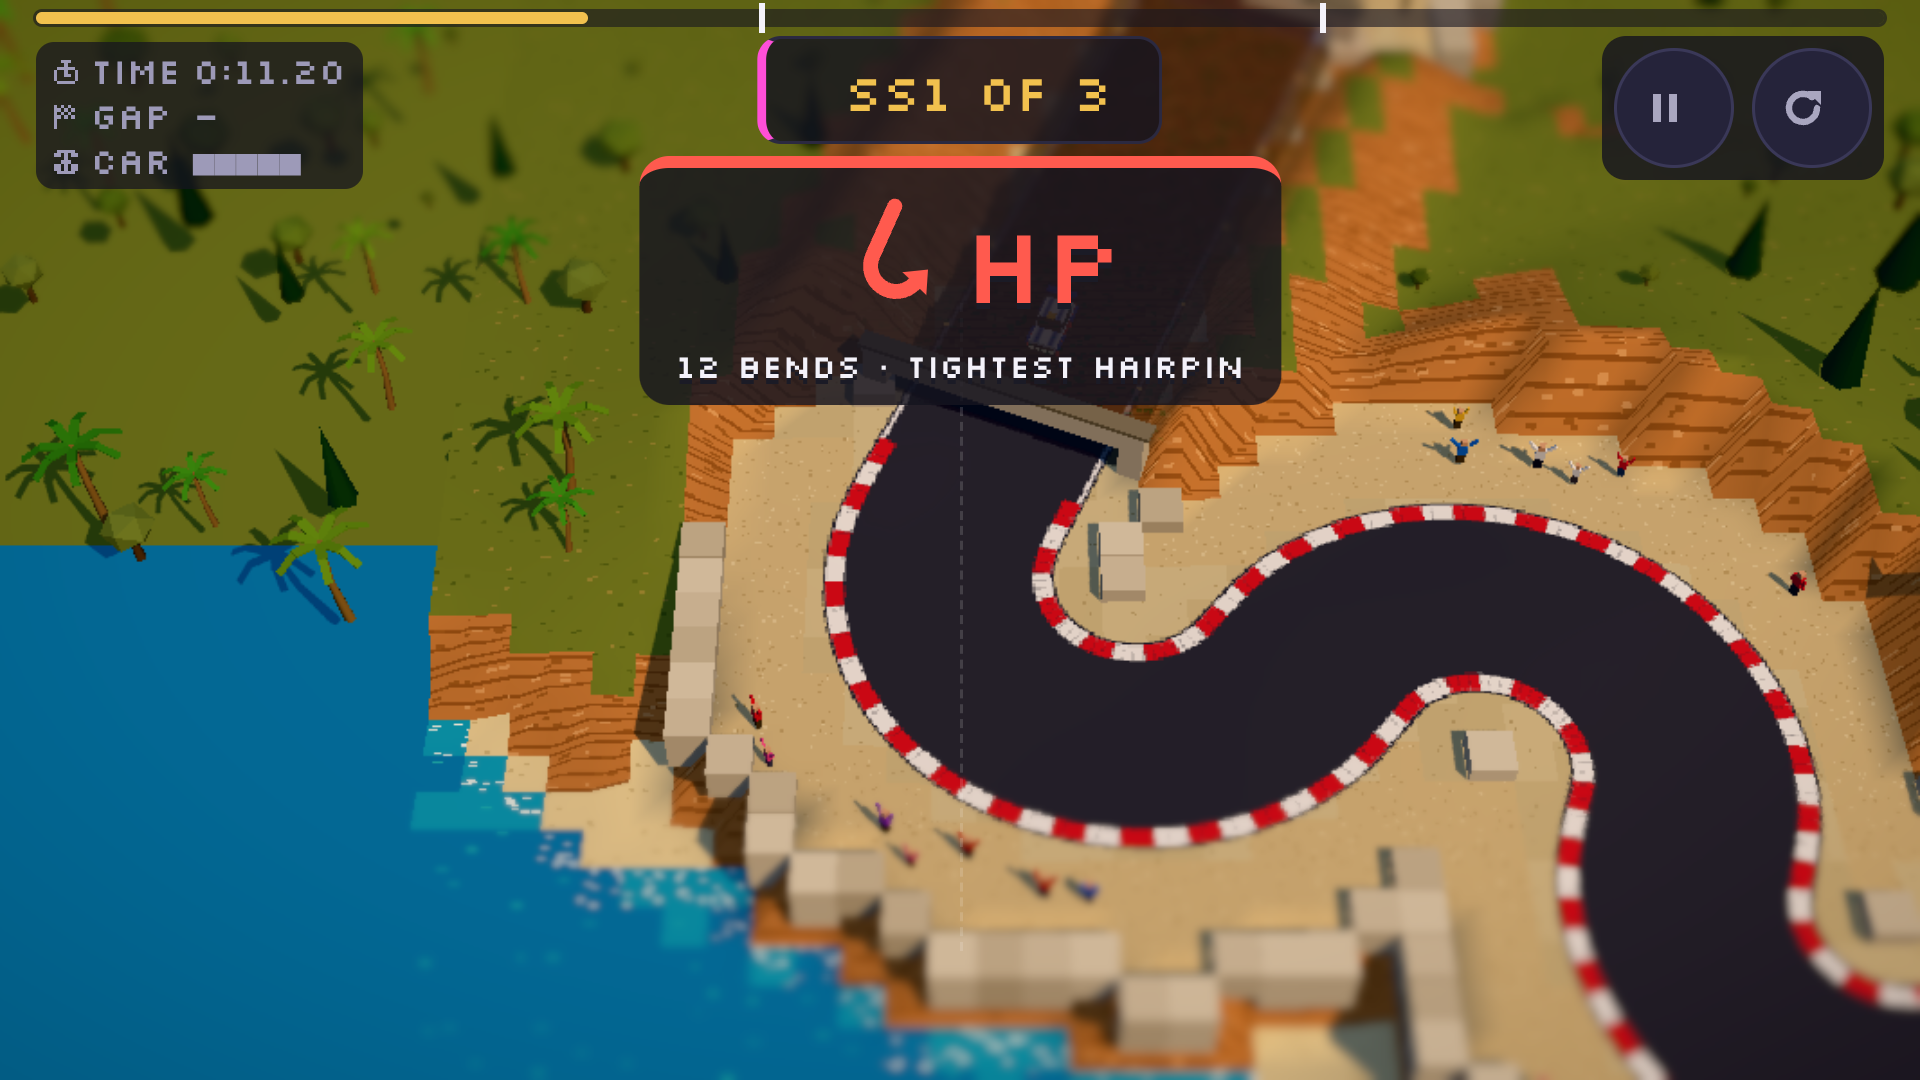 TIME 0:11.20
GAP –
CAR
SS1 OF 3
HP
12 BENDS · TIGHTEST HAIRPIN